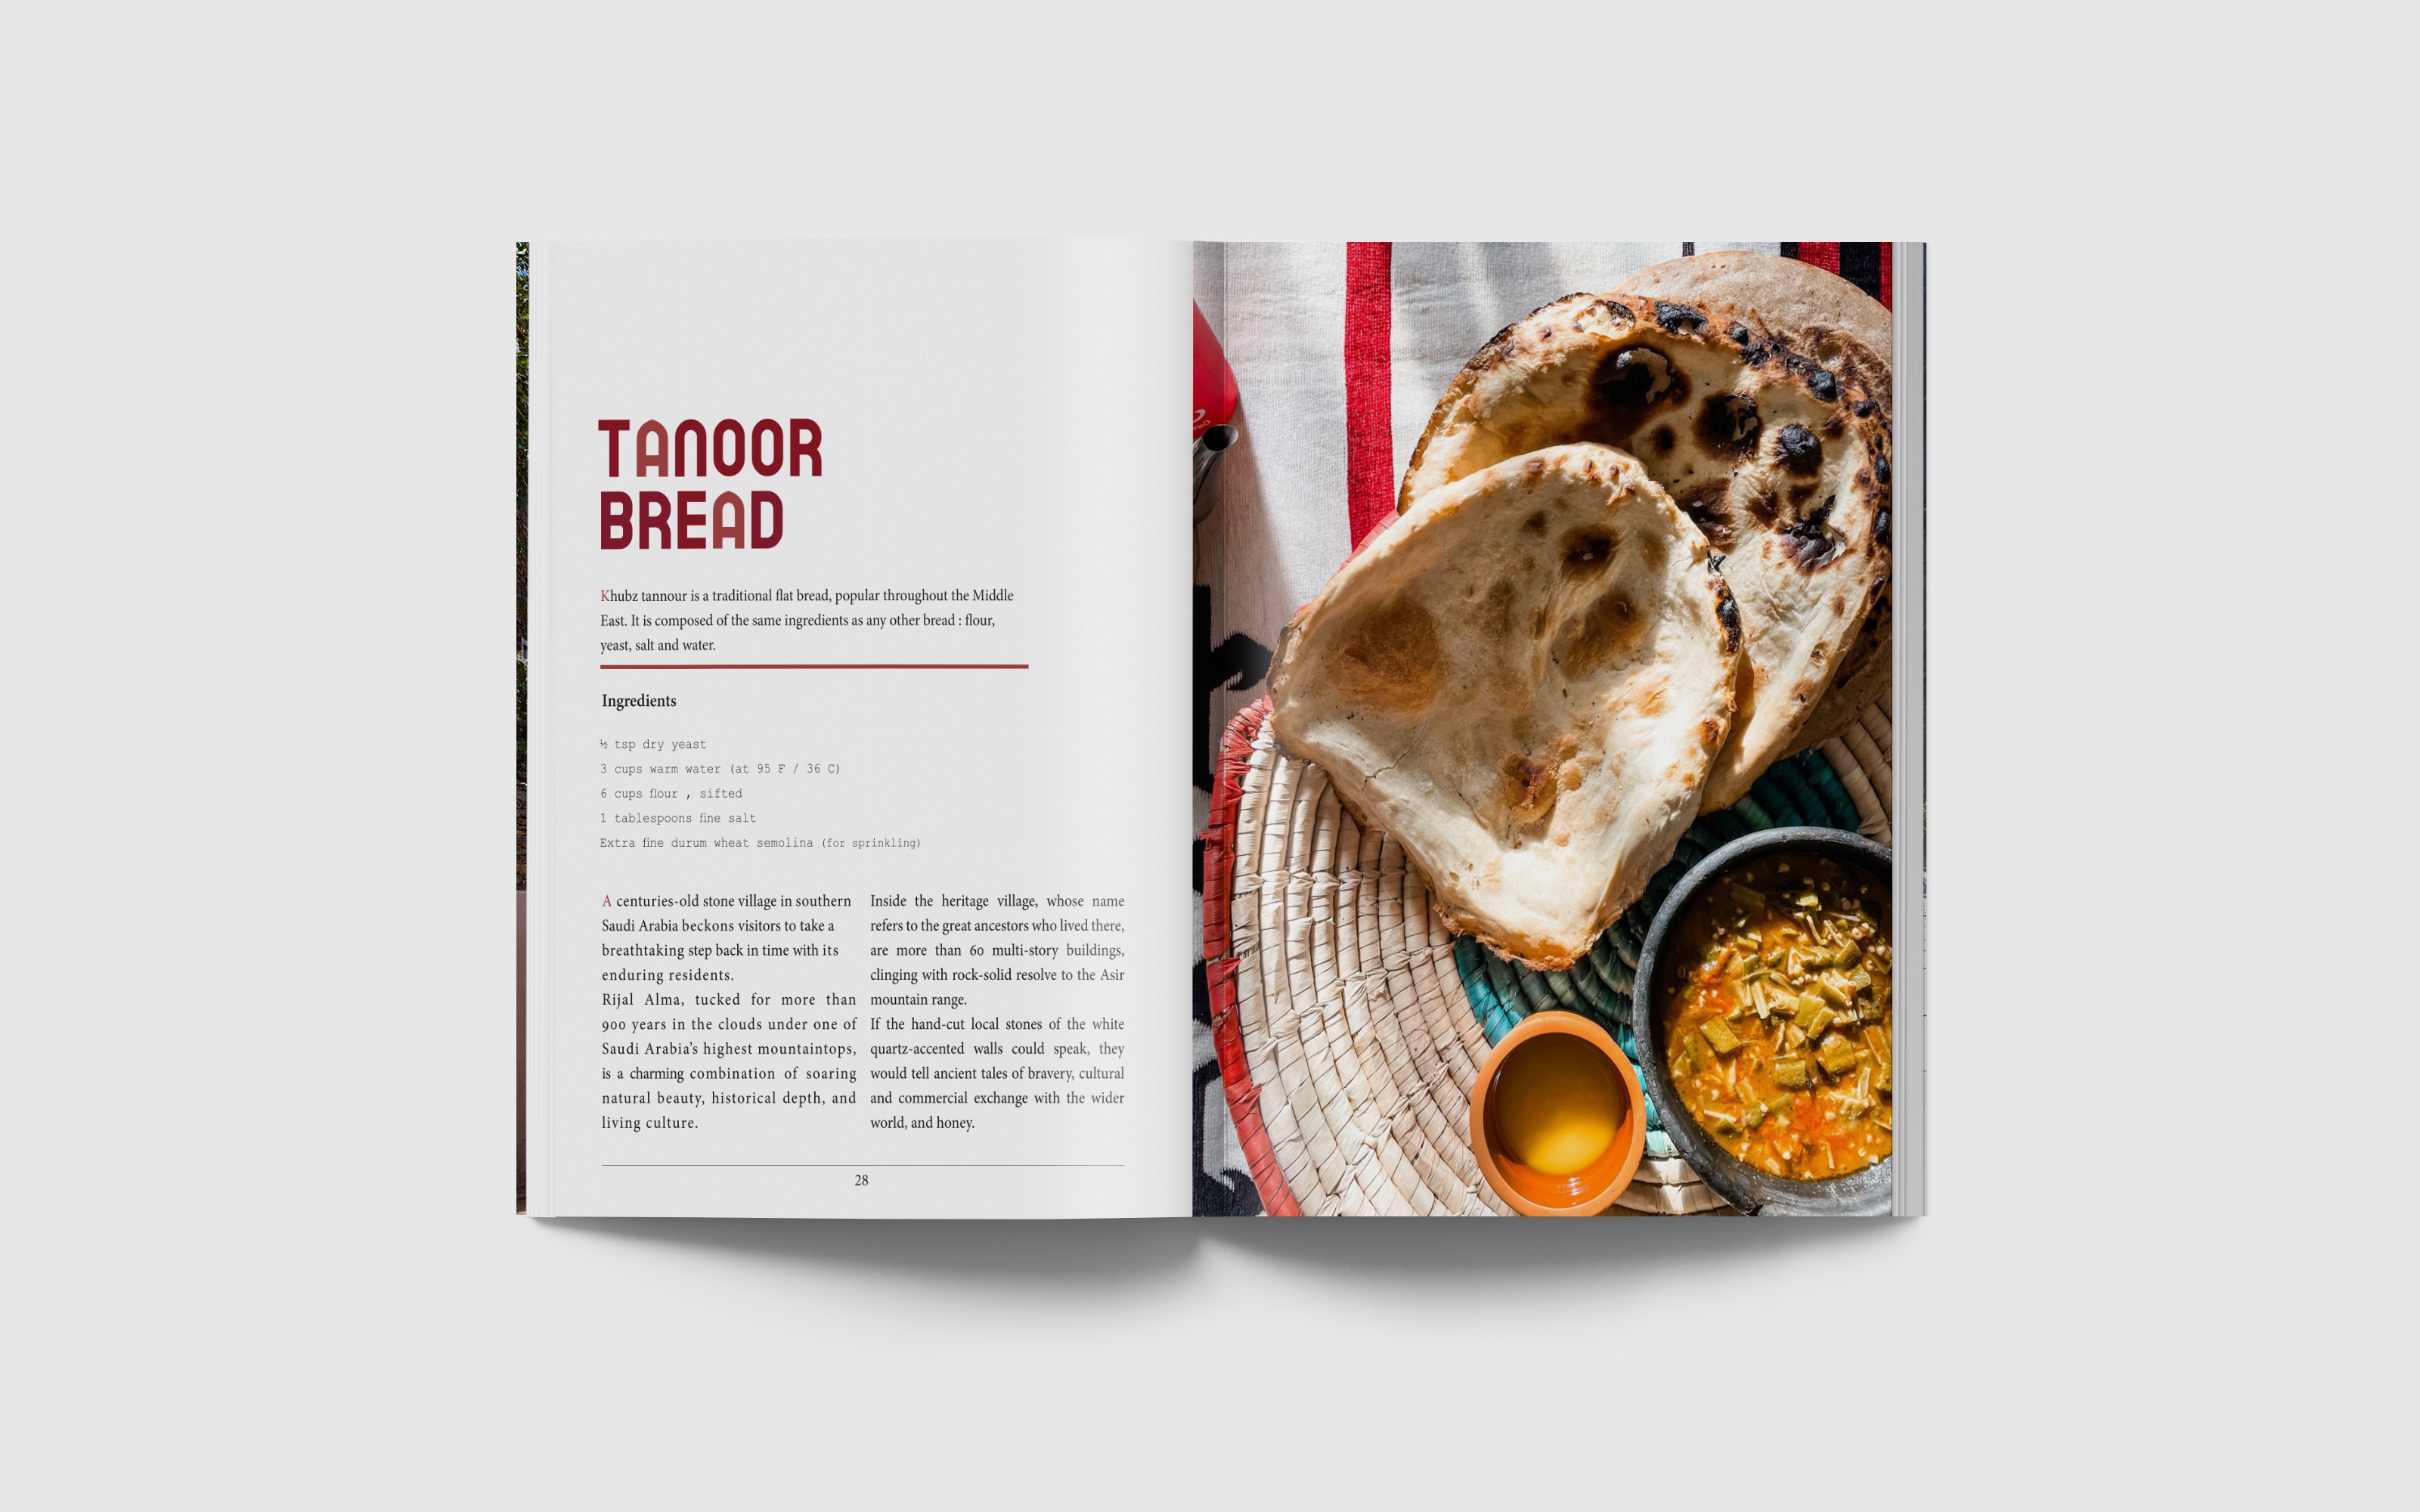 TANOOR
BREAD
Khubz tannour is a traditional flat bread, popular throughout the Middle
East. It is composed of the same ingredients as any other bread : flour,
yeast, salt and water.
Ingredients
½ tsp dry yeast
3 cups warm water (at 95 F / 36 C)
6 cups flour , sifted
1 tablespoons fine salt
Extra fine durum wheat semolina (for sprinkling)
A centuries-old stone village in southern
Saudi Arabia beckons visitors to take a
breathtaking step back in time with its
enduring residents.
Rijal Alma, tucked for more than
900 years in the clouds under one of
Saudi Arabia’s highest mountaintops,
is a charming combination of soaring
natural beauty, historical depth, and
living culture.
Inside the heritage village, whose name
refers to the great ancestors who lived there,
are more than 60 multi-story buildings,
clinging with rock-solid resolve to the Asir
mountain range.
If the hand-cut local stones of the white
quartz-accented walls could speak, they
would tell ancient tales of bravery, cultural
and commercial exchange with the wider
world, and honey.
28